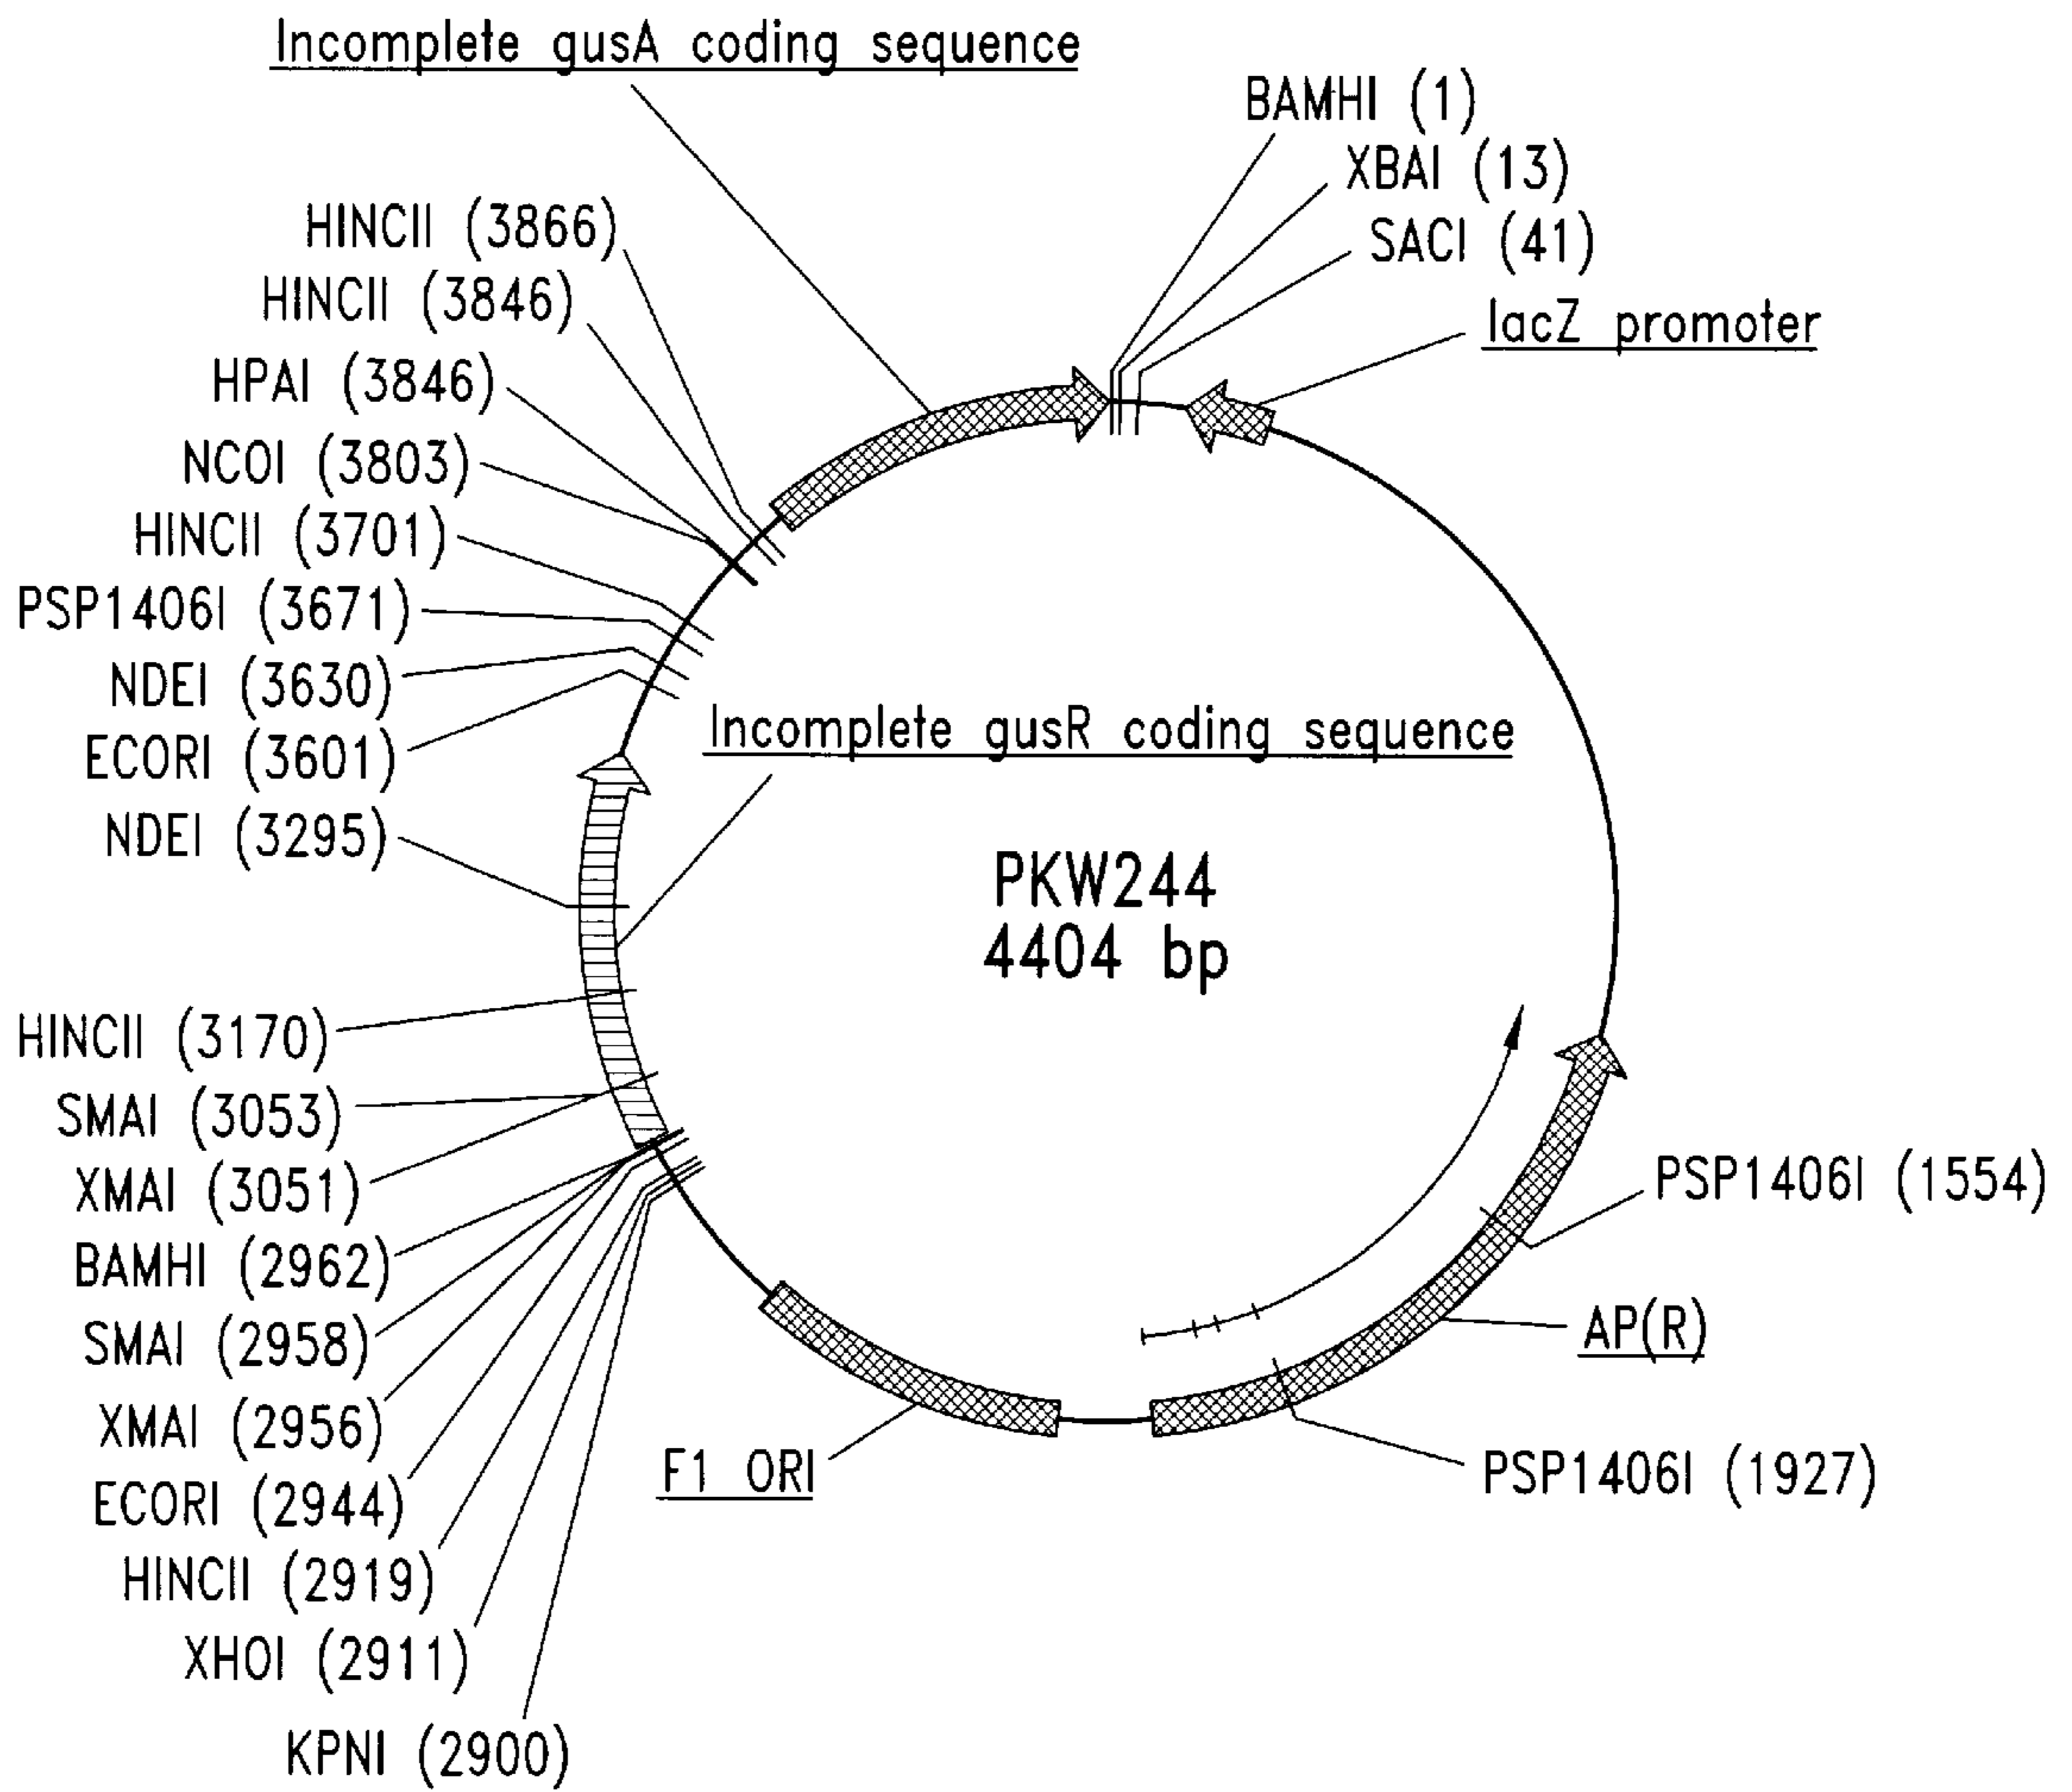 Incomplete gusA coding sequence
BAMHI (1)
XBAI (13)
SACI (41)
lacZ promoter
HINCII (3866)
HINCII (3846)
HPAI (3846)
NCOI (3803)
HINCII (3701)
PSP1406I (3671)
NDEI (3630)
ECORI (3601)
NDEI (3295)
Incomplete gusR coding sequence
PKW244
4404 bp
HINCII (3170)
SMAI (3053)
XMAI (3051)
BAMHI (2962)
SMAI (2958)
XMAI (2956)
ECORI (2944)
HINCII (2919)
XHOI (2911)
KPNI (2900)
F1 ORI
PSP1406I (1554)
AP(R)
PSP1406I (1927)